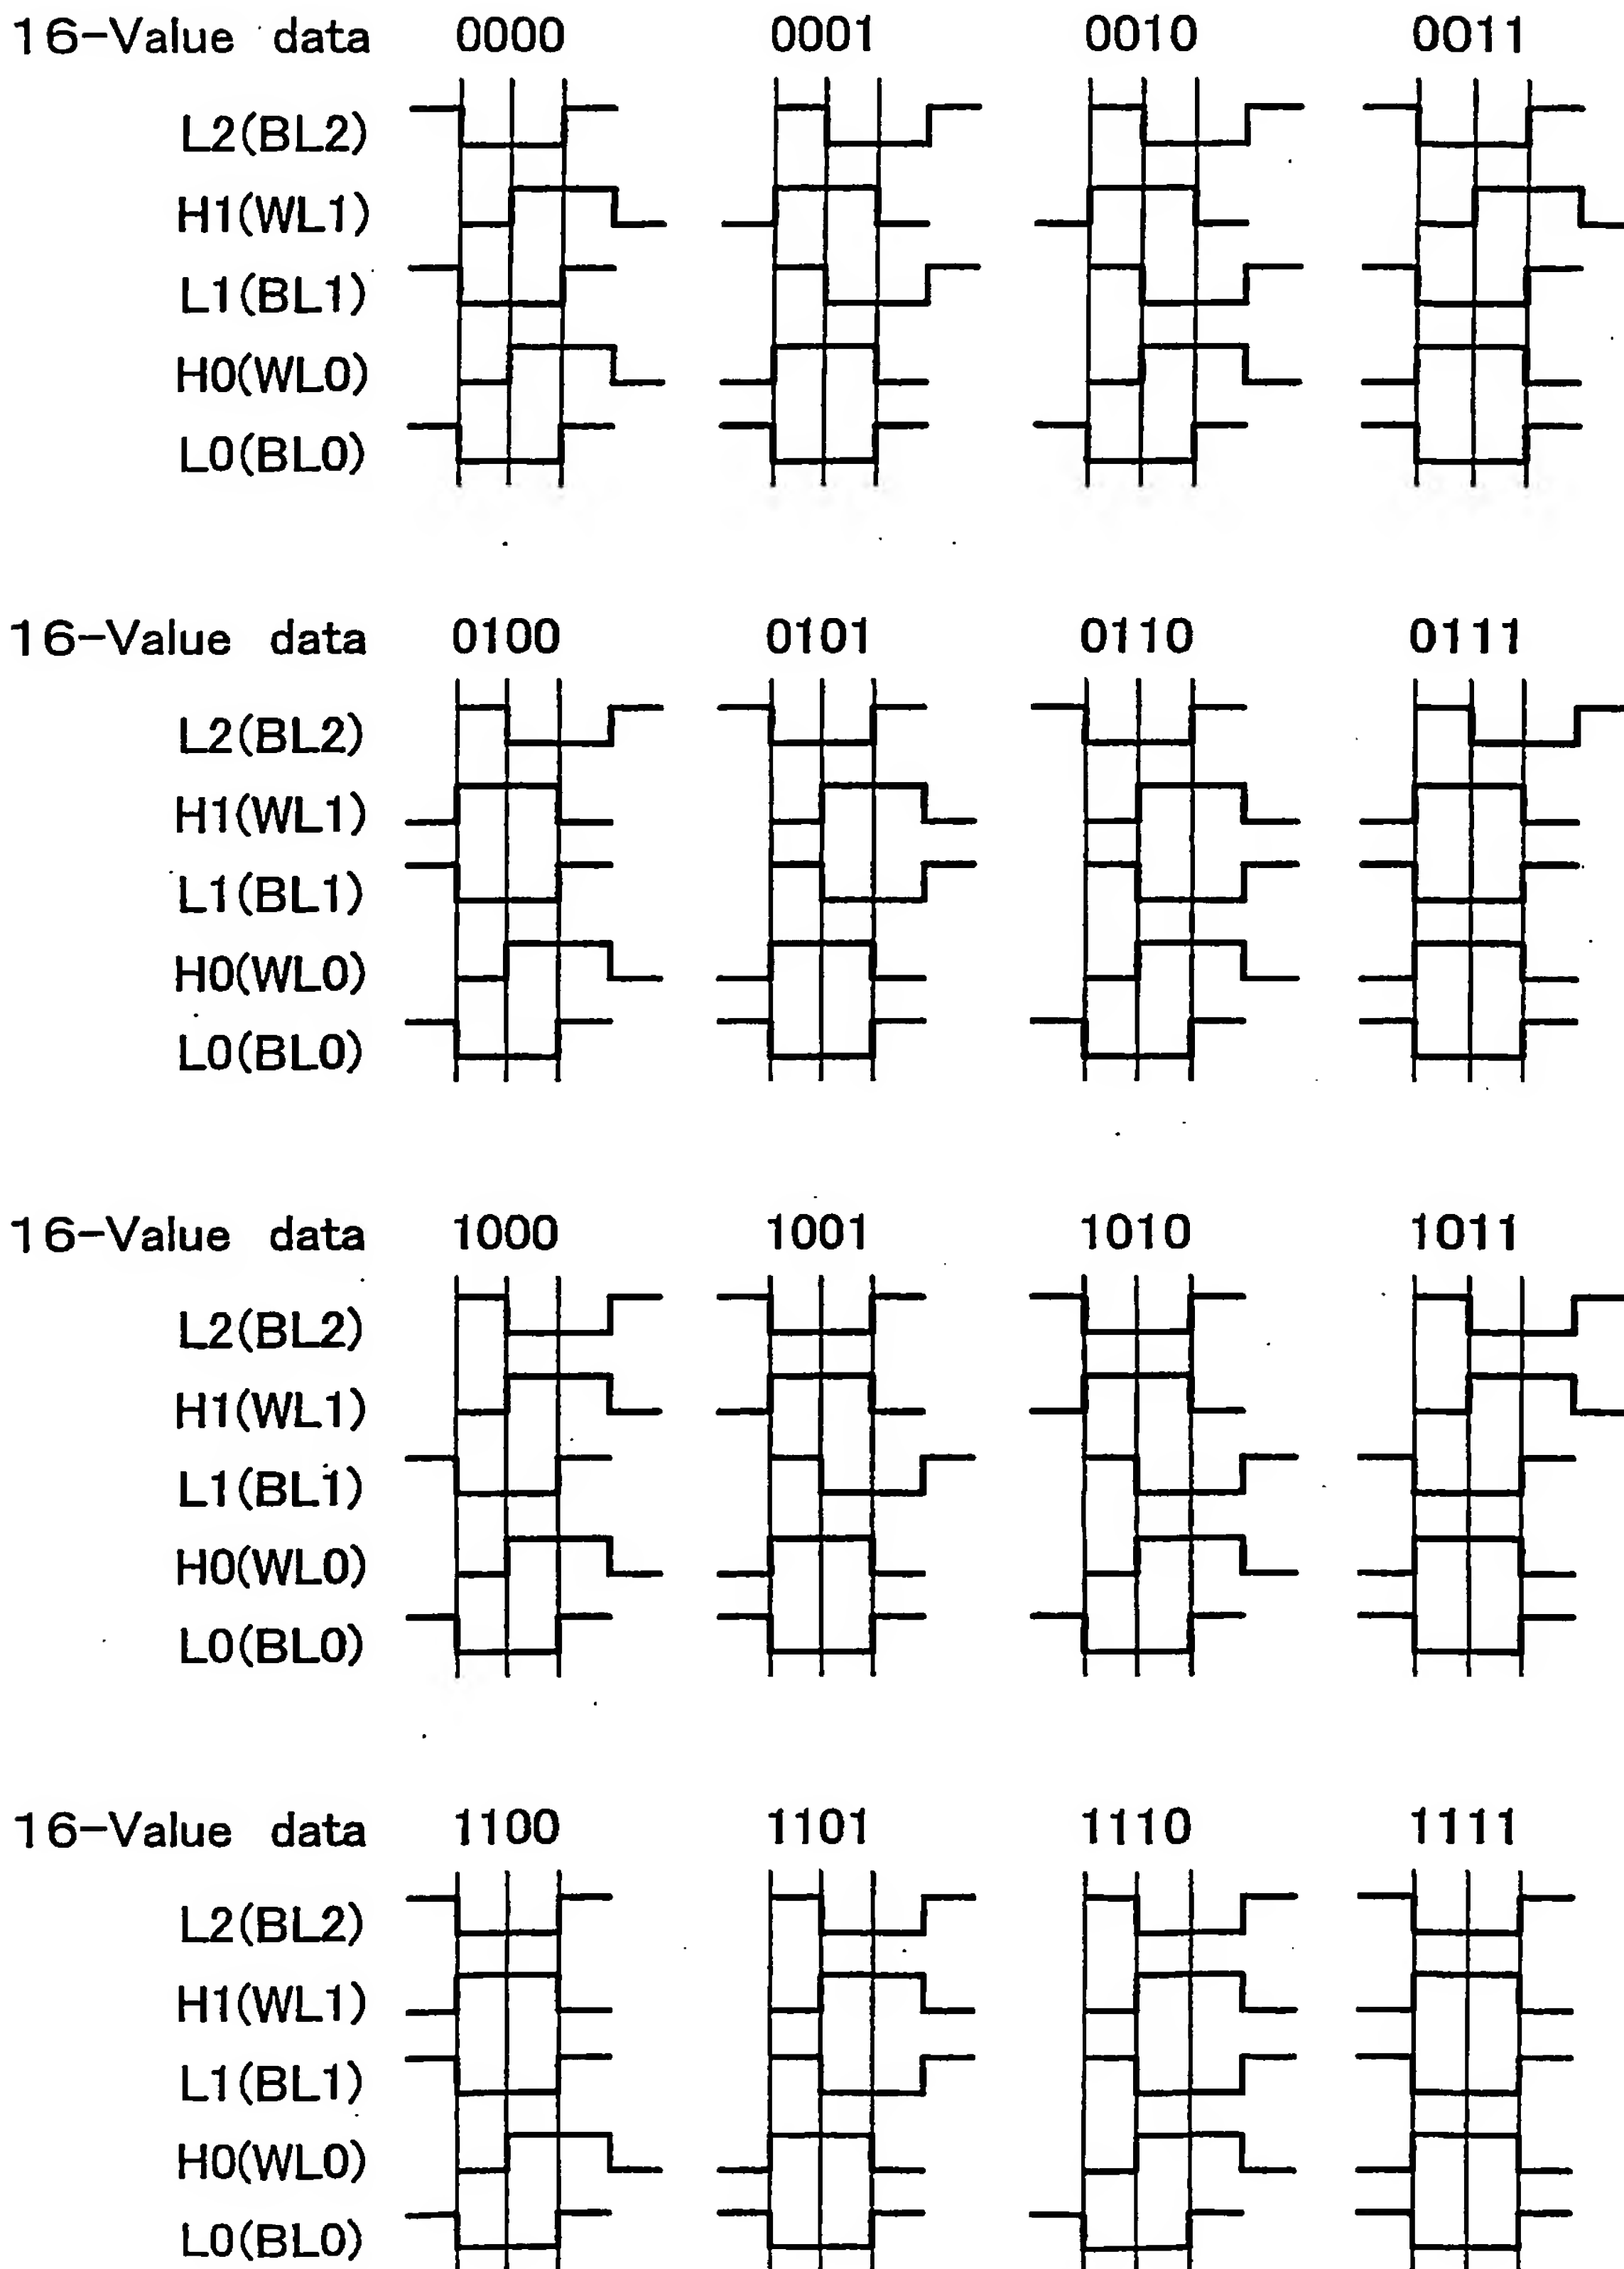 16-Value data 0000 0001 0010 0011
L2(BL2)
H1(WL1)
L1(BL1)
H0(WL0)
L0(BL0)
16-Value data 0100 0101 0110 0111
L2(BL2)
H1(WL1)
L1(BL1)
H0(WL0)
L0(BL0)
16-Value data 1000 1001 1010 1011
L2(BL2)
H1(WL1)
L1(BL1)
H0(WL0)
L0(BL0)
16-Value data 1100 1101 1110 1111
L2(BL2)
H1(WL1)
L1(BL1)
H0(WL0)
L0(BL0)